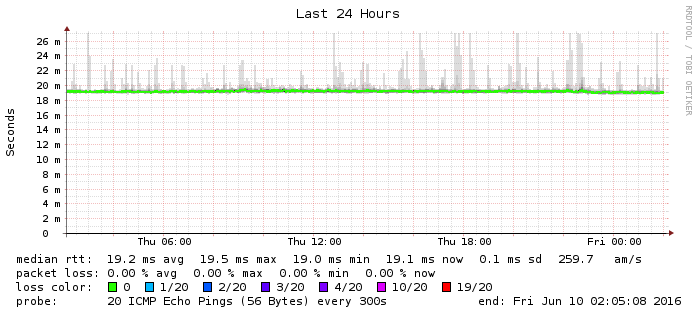 Last 24 Hours
RRDTOOL / TOBI OETIKER
Seconds
26 m
24 m
22 m
20 m
18 m
16 m
14 m
12 m
10 m
8 m
6 m
4 m
2 m
0
Thu 06:00 Thu 12:00 Thu 18:00 Fri 00:00
median rtt: 19.2 ms avg 19.5 ms max 19.0 ms min 19.1 ms now 0.1 ms sd 259.7 am/s
packet loss: 0.00 % avg 0.00 % max 0.00 % min 0.00 % now
loss color: 0 1/20 2/20 3/20 4/20 10/20 19/20
probe: 20 ICMP Echo Pings (56 Bytes) every 300s end: Fri Jun 10 02:05:08 2016